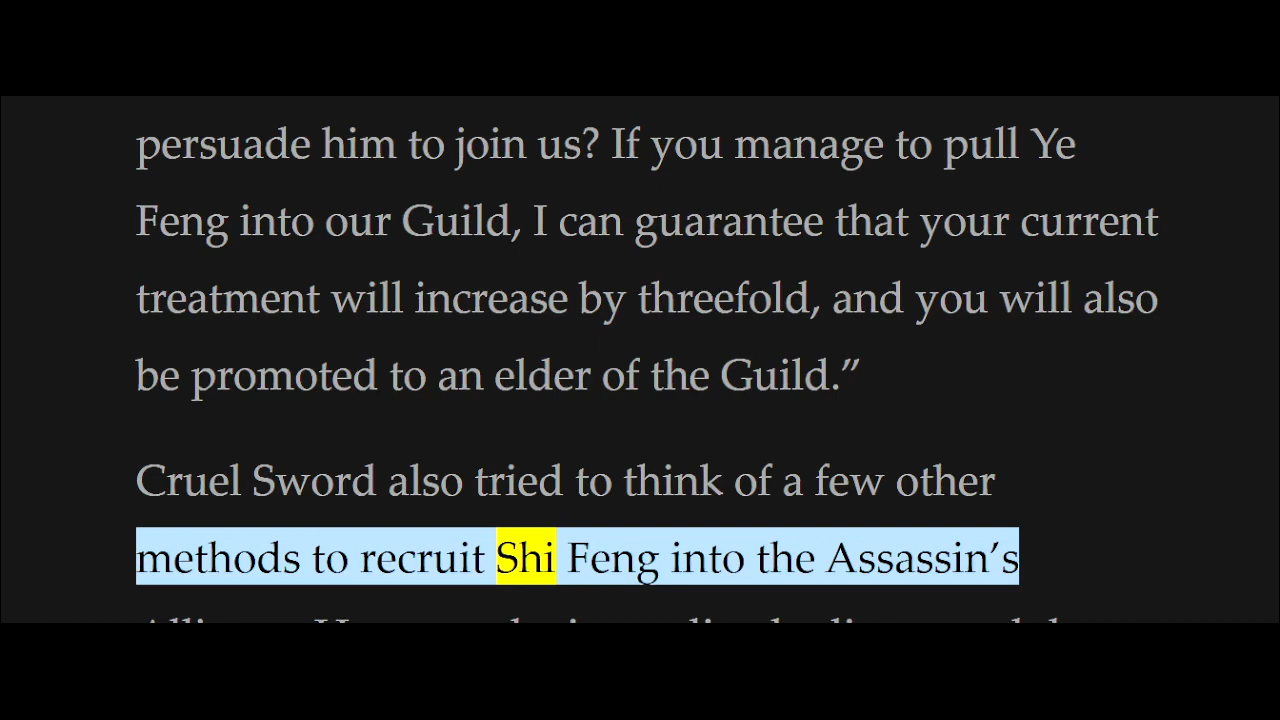 persuade him to join us? If you manage to pull Ye
Feng into our Guild, I can guarantee that your current
treatment will increase by threefold, and you will also
be promoted to an elder of the Guild.”
Cruel Sword also tried to think of a few other
methods to recruit Shi Feng into the Assassin’s